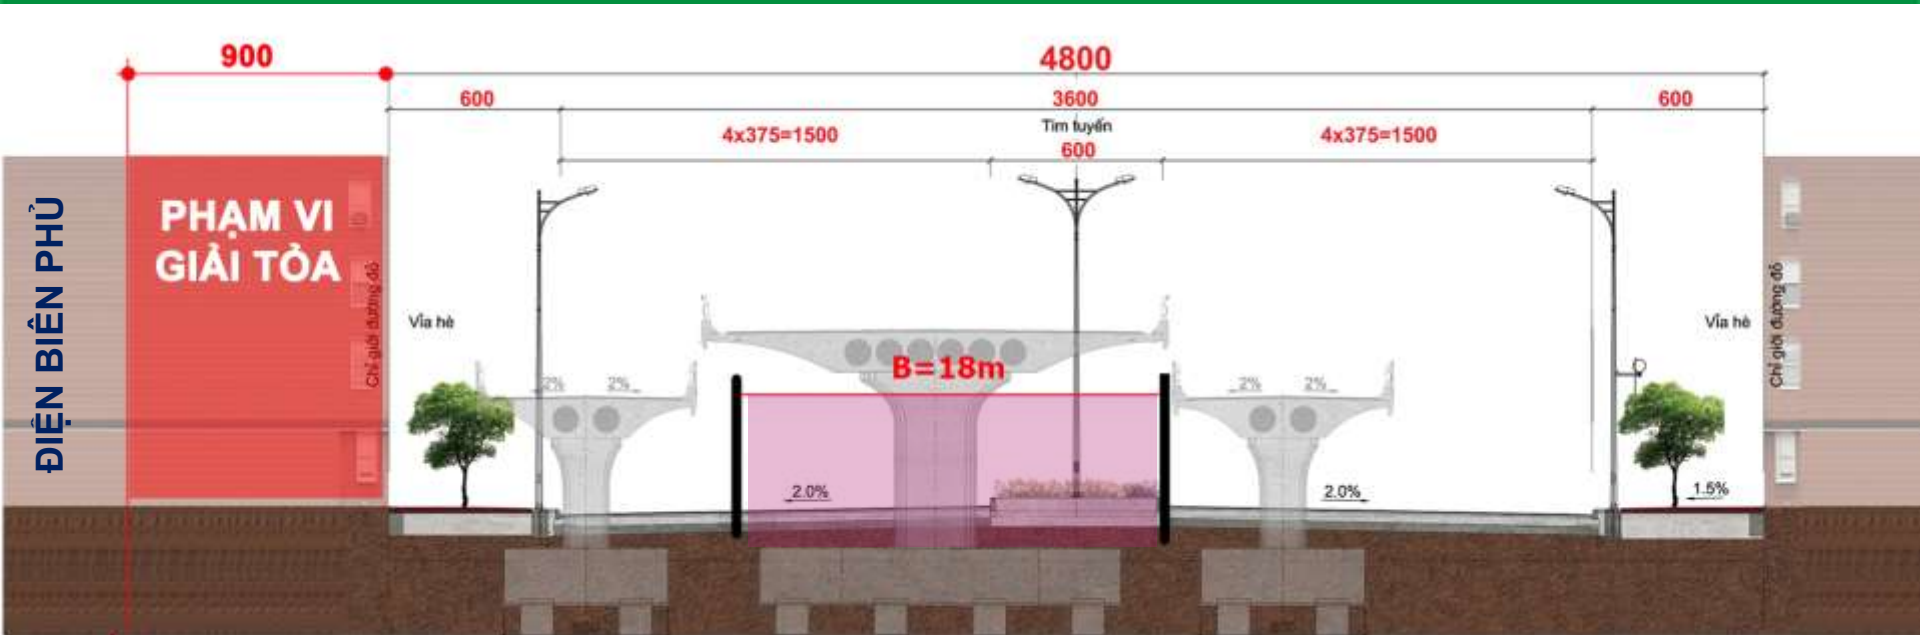 900
4800
600
3600
600
Tim tuyến
4x375=1500
4x375=1500
600
PHẠM VI
GIẢI TỎA
ĐIỆN BIÊN PHỦ
Chỉ giới đường đỏ
Vỉa hè
Vỉa hè
Chỉ giới đường đỏ
B=18m
2%
2%
2%
2%
2.0%
2.0%
1.5%